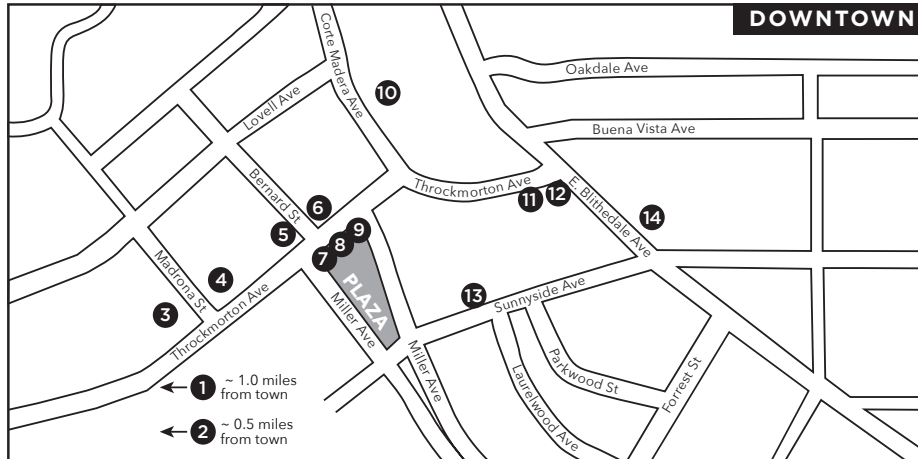 DOWNTOWN
Corte Madera Ave
Oakdale Ave
10
Lovell Ave
Buena Vista Ave
Bernard St
Throckmorton Ave
11
12
E. Blithedale Ave
14
6
5
9
8
7
PLAZA
Madrona St
4
3
Throckmorton Ave
Miller Ave
13
Sunnyside Ave
Miller Ave
Parkwood St
Laurelwood Ave
Forrest St
1 ~ 1.0 miles
from town
2 ~ 0.5 miles
from town